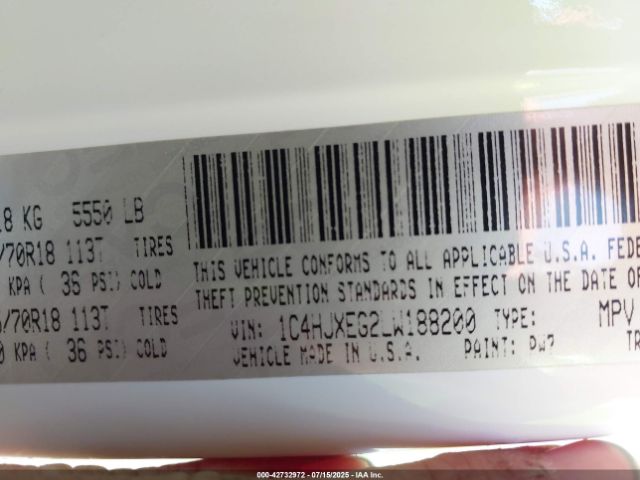 18 KG 5550 LB
/70R18 113T TIRES
KPA ( 36 PSI) COLD
/70R18 113T TIRES
0 KPA ( 36 PSI) COLD
THIS VEHICLE CONFORMS TO ALL APPLICABLE U.S.A. FEDE
THEFT PREVENTION STANDARDS IN EFFECT ON THE DATE OF
VIN: 1C4HJXEG2LW188200 TYPE: MPV
VEHICLE MADE IN U.S.A. PAINT: PW7 TR
000-42732972 - 07/15/2025 - © IAA Inc.